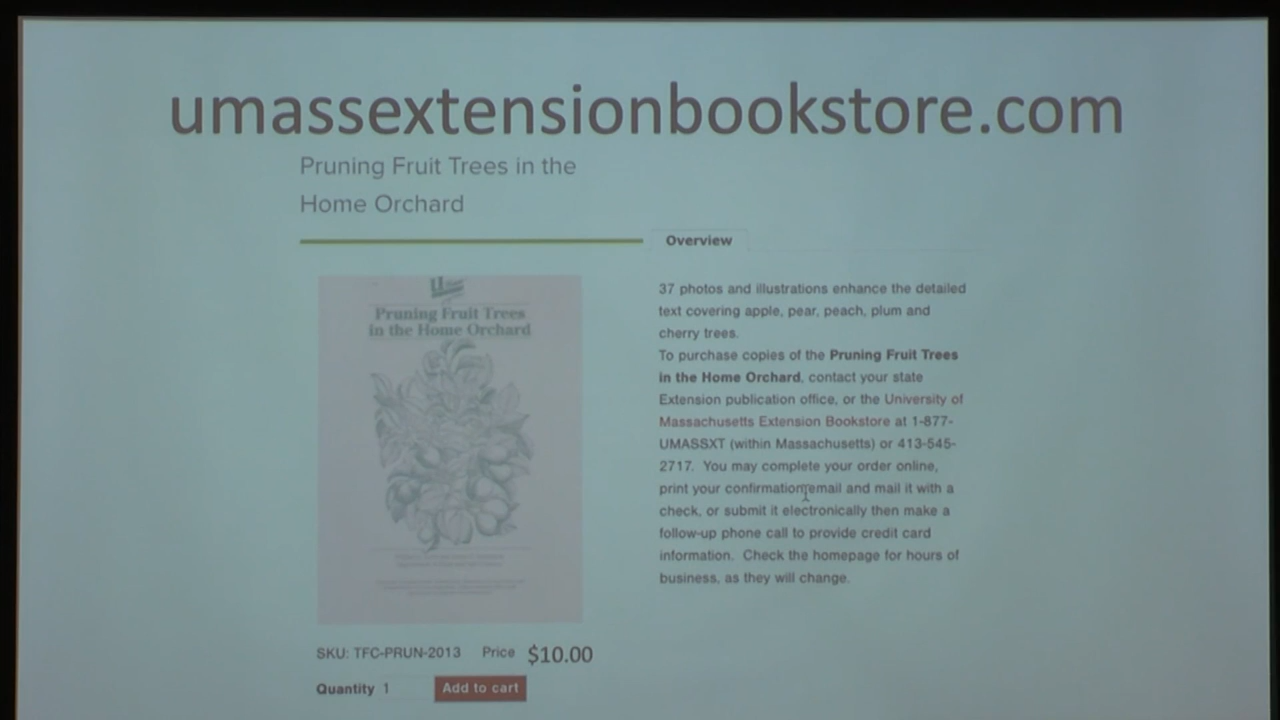 umassextensionbookstore.com
Pruning Fruit Trees in the
Home Orchard
Overview
Pruning Fruit Trees
in the Home Orchard
37 photos and illustrations enhance the detailed
text covering apple, pear, peach, plum and
cherry trees.
To purchase copies of the Pruning Fruit Trees
in the Home Orchard, contact your state
Extension publication office, or the University of
Massachusetts Extension Bookstore at 1-877-
UMASSXT (within Massachusetts) or 413-545-
2717. You may complete your order online,
print your confirmation email and mail it with a
check, or submit it electronically then make a
follow-up phone call to provide credit card
information. Check the homepage for hours of
business, as they will change.
SKU: TFC-PRUN-2013 Price $10.00
Quantity 1 Add to cart